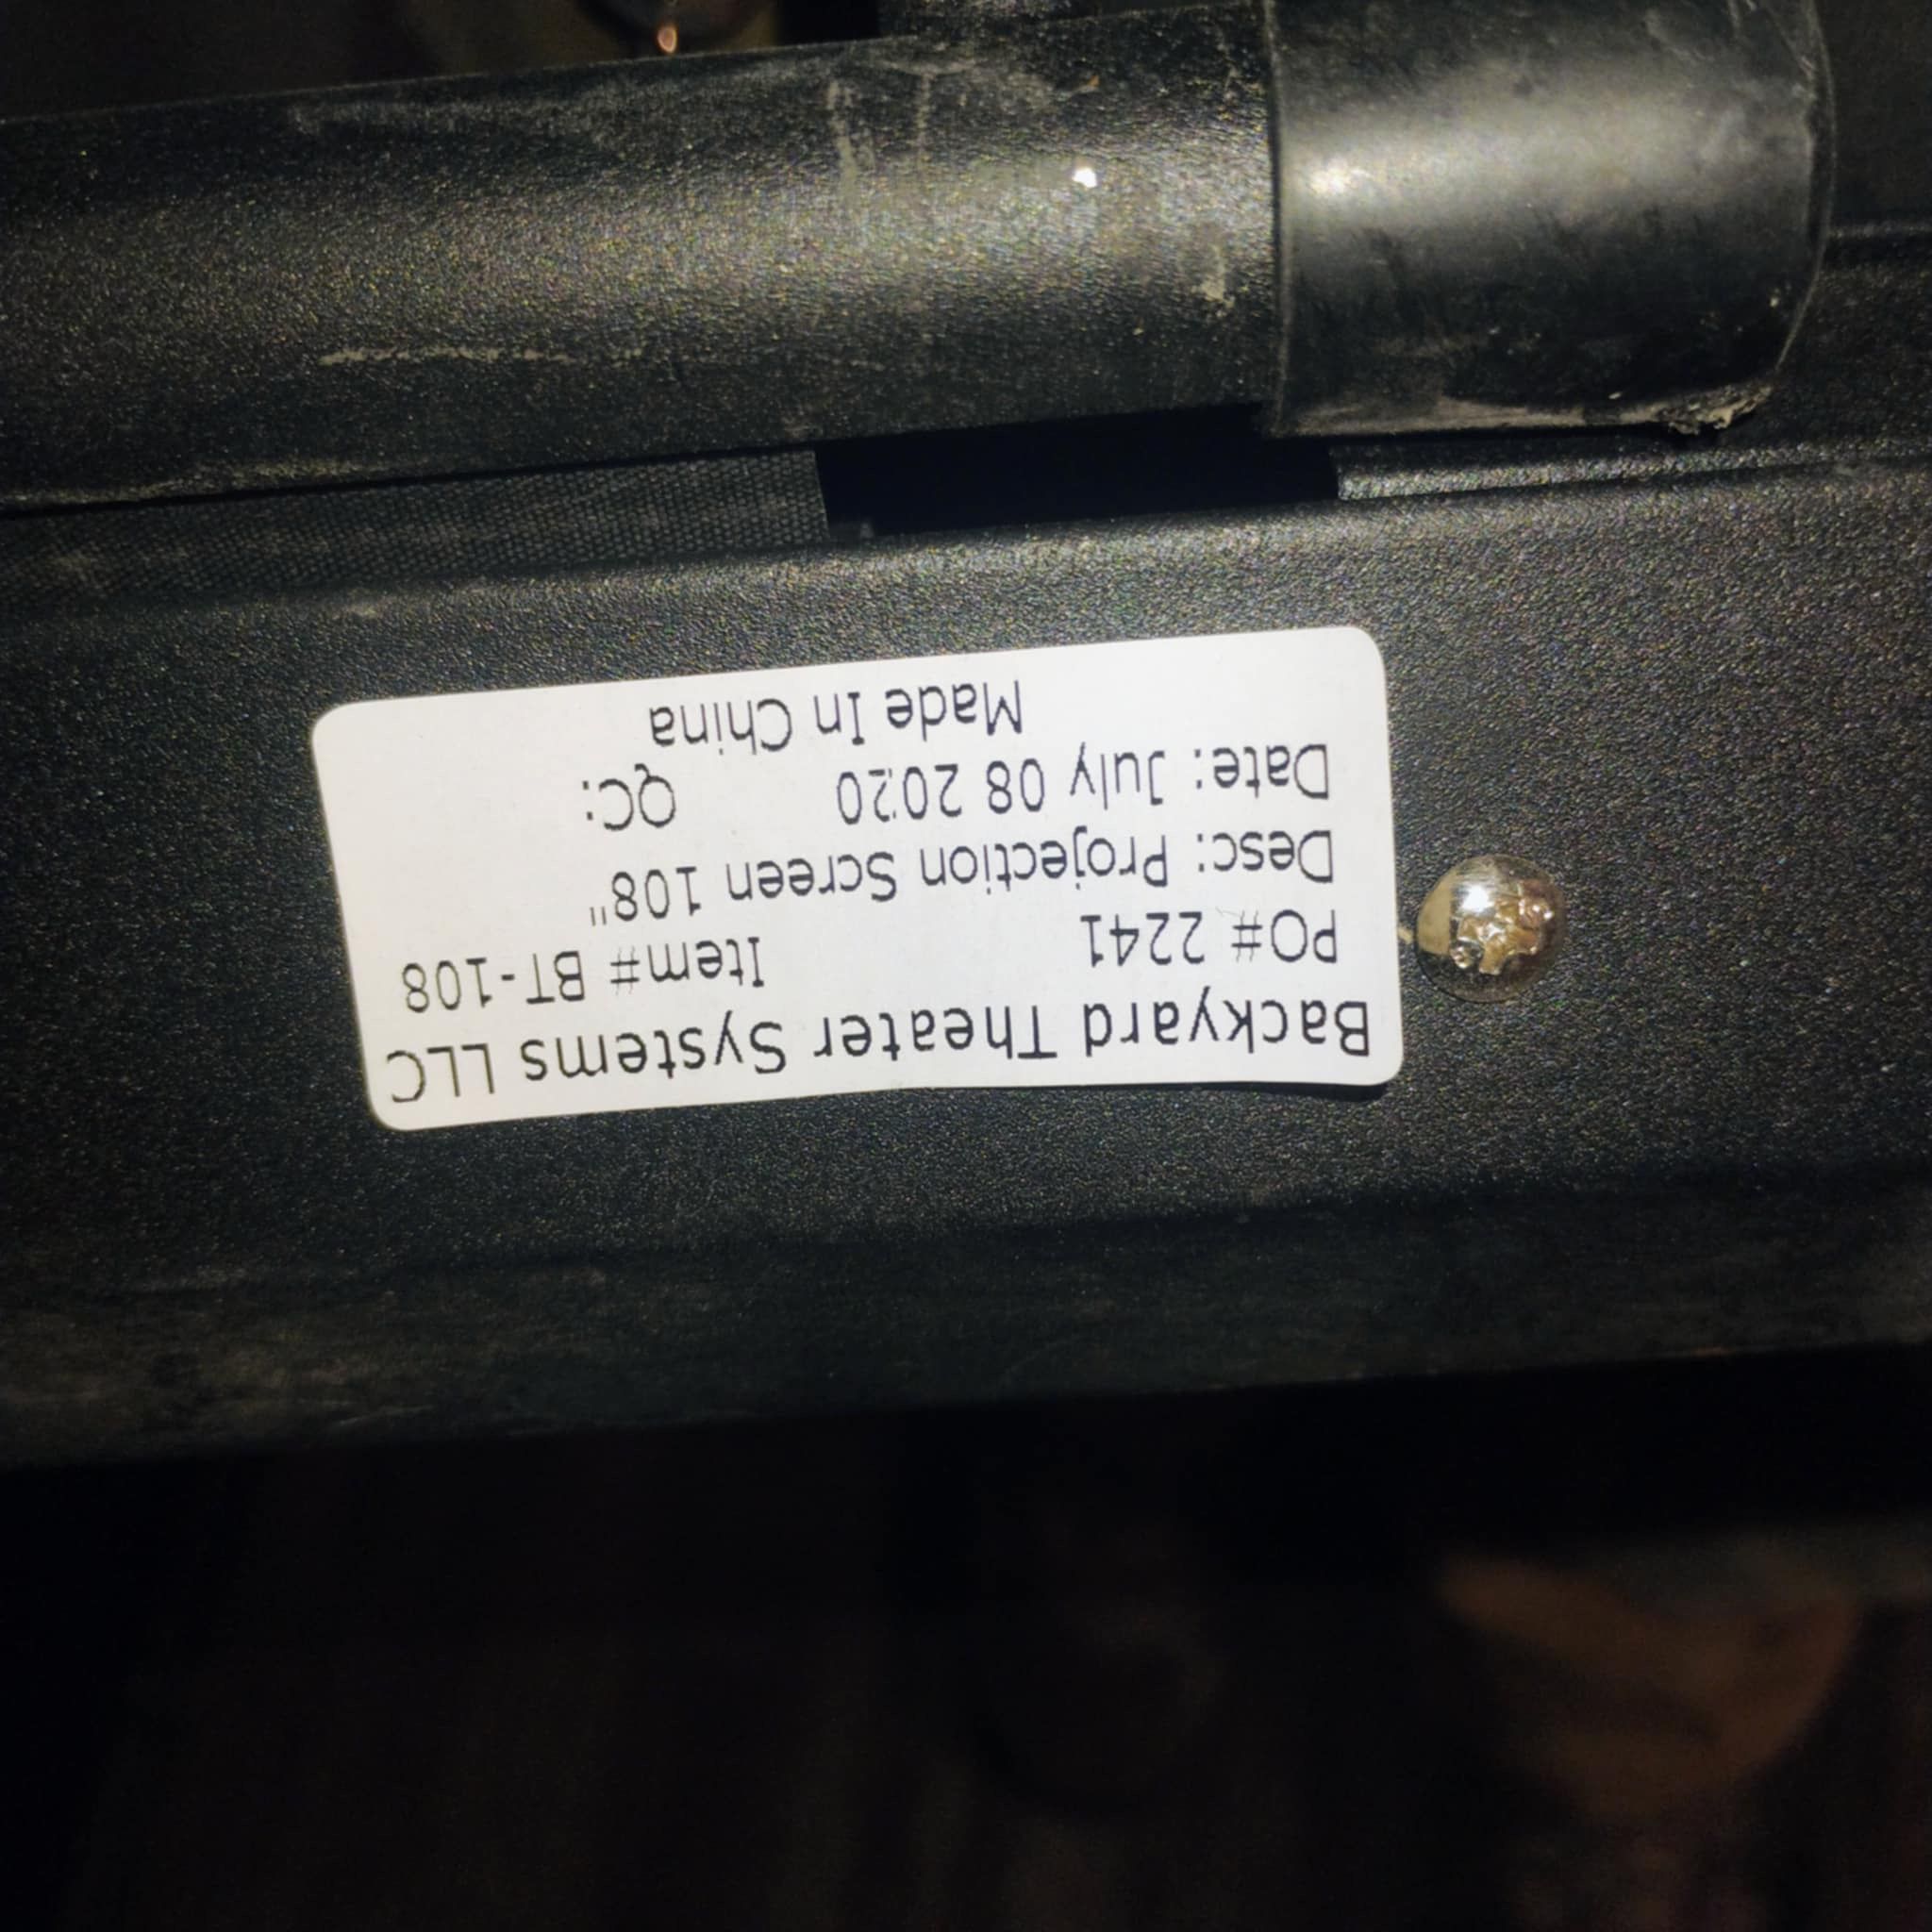 Backyard Theater Systems LLC
PO# 2241 Item# BT-108
Desc: Projection Screen 108"
Date: July 08 2020 QC:
Made In China